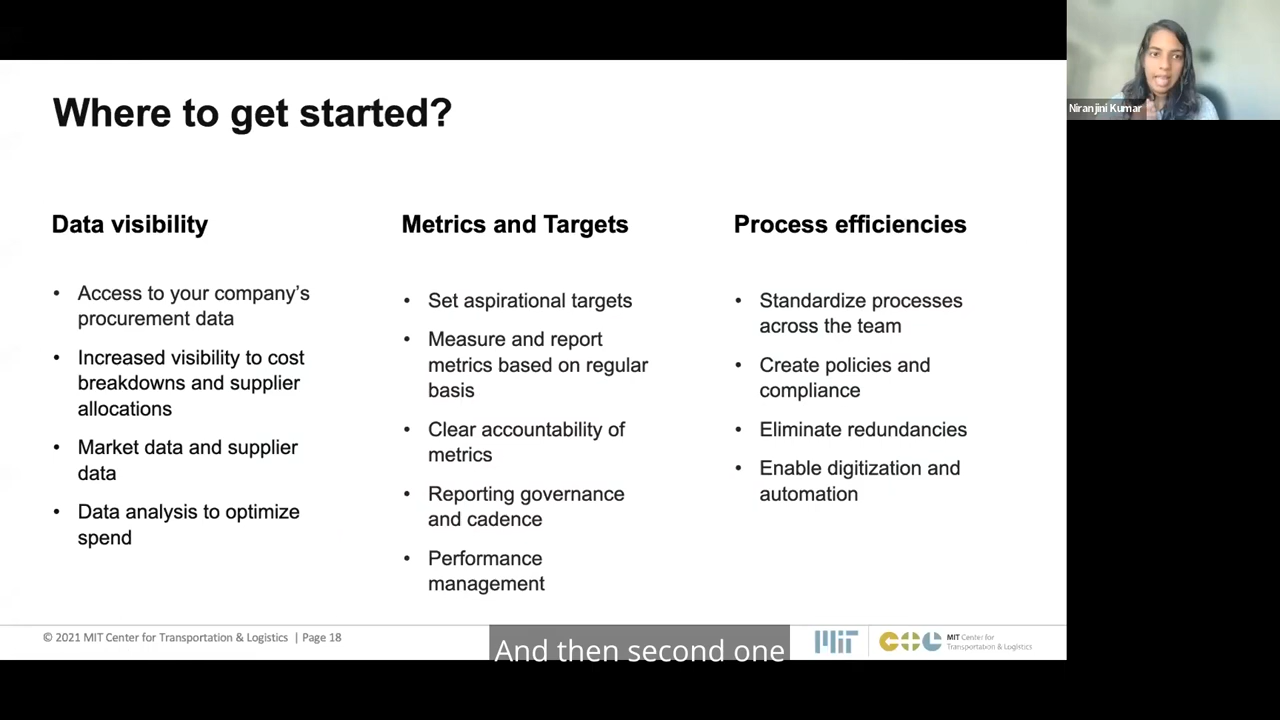 Niranjini Kumar
Where to get started?
Data visibility
• Access to your company’s
procurement data
• Increased visibility to cost
breakdowns and supplier
allocations
• Market data and supplier
data
• Data analysis to optimize
spend
Metrics and Targets
• Set aspirational targets
• Measure and report
metrics based on regular
basis
• Clear accountability of
metrics
• Reporting governance
and cadence
• Performance
management
Process efficiencies
• Standardize processes
across the team
• Create policies and
compliance
• Eliminate redundancies
• Enable digitization and
automation
© 2021 MIT Center for Transportation & Logistics | Page 18
And then second one
MIT
CTL
MIT Center for
Transportation & Logistics